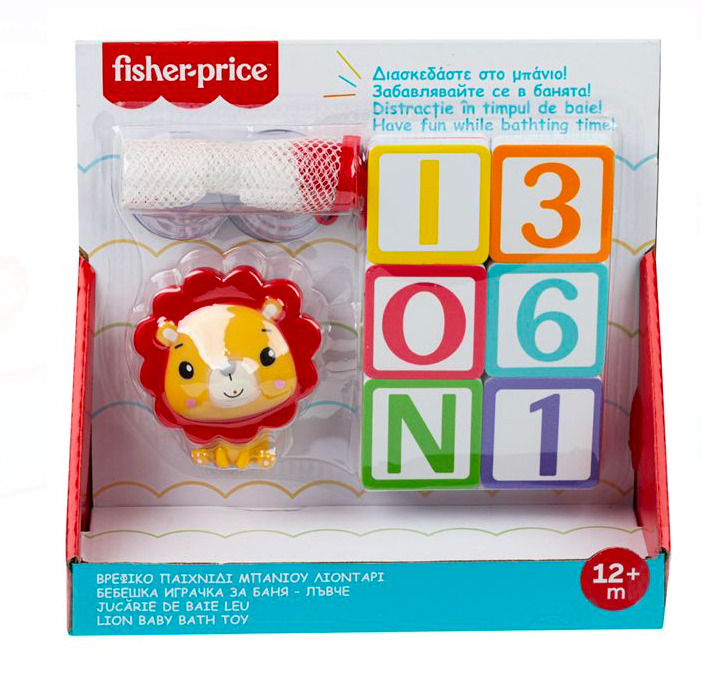 fisher-price
Διασκεδάστε στο μπάνιο!
Забавлявайте се в банята!
Distracție în timpul de baie!
Have fun while bathting time!
I 3
O 6
N 1
ΒΡΕΦΙΚΟ ΠΑΙΧΝΙΔΙ ΜΠΑΝΙΟΥ ΛΙΟΝΤΑΡΙ
БЕБЕШКА ИГРАЧКА ЗА БАНЯ - ЛЪВЧЕ
JUCĂRIE DE BAIE LEU
LION BABY BATH TOY
12+
m